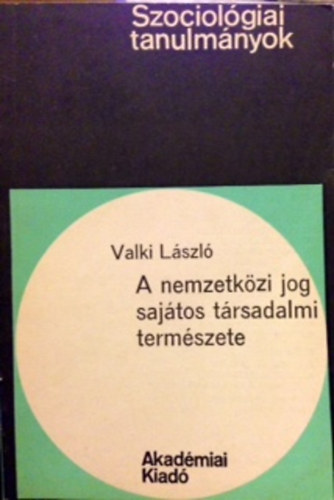 Szociológiai
tanulmányok
Valki László
A nemzetközi jog
sajátos társadalmi
természete
Akadémiai
Kiadó